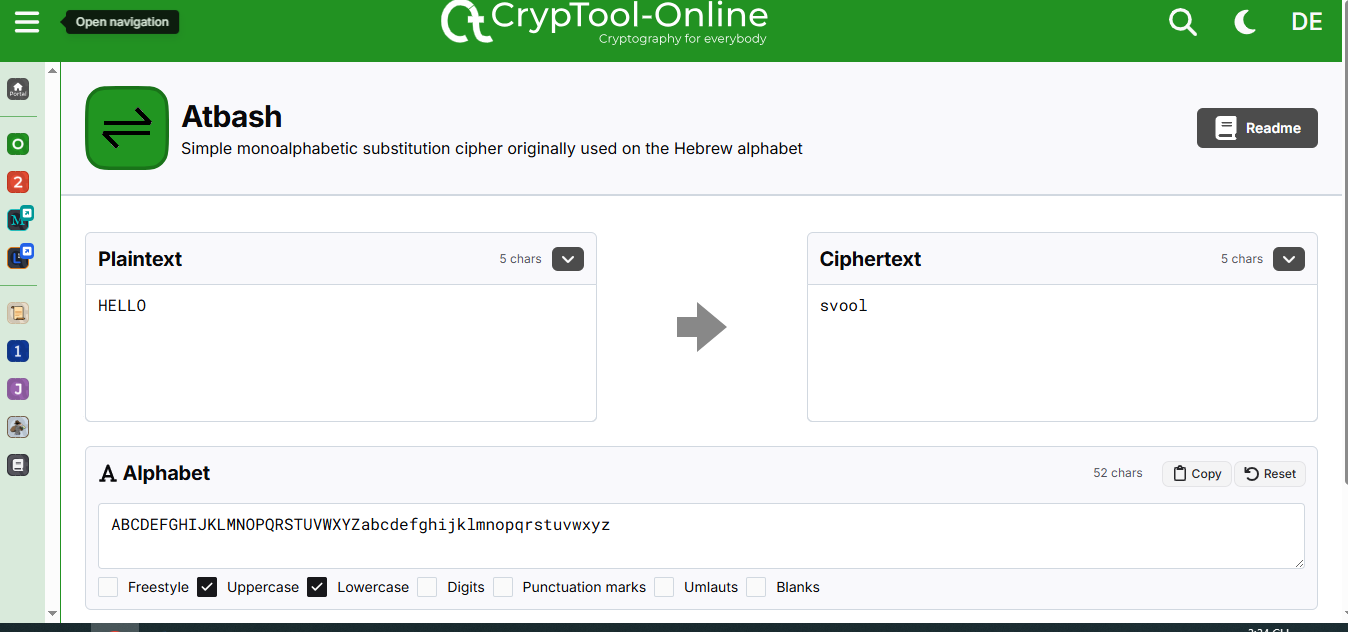 Open navigation
CrypTool-Online
Cryptography for everybody
DE
Portal
Atbash
Simple monoalphabetic substitution cipher originally used on the Hebrew alphabet
Readme
2
M
L
1
J
Plaintext 5 chars
HELLO
Ciphertext 5 chars
svool
Alphabet 52 chars Copy Reset
ABCDEFGHIJKLMNOPQRSTUVWXYZabcdefghijklmnopqrstuvwxyz
Freestyle Uppercase Lowercase Digits Punctuation marks Umlauts Blanks